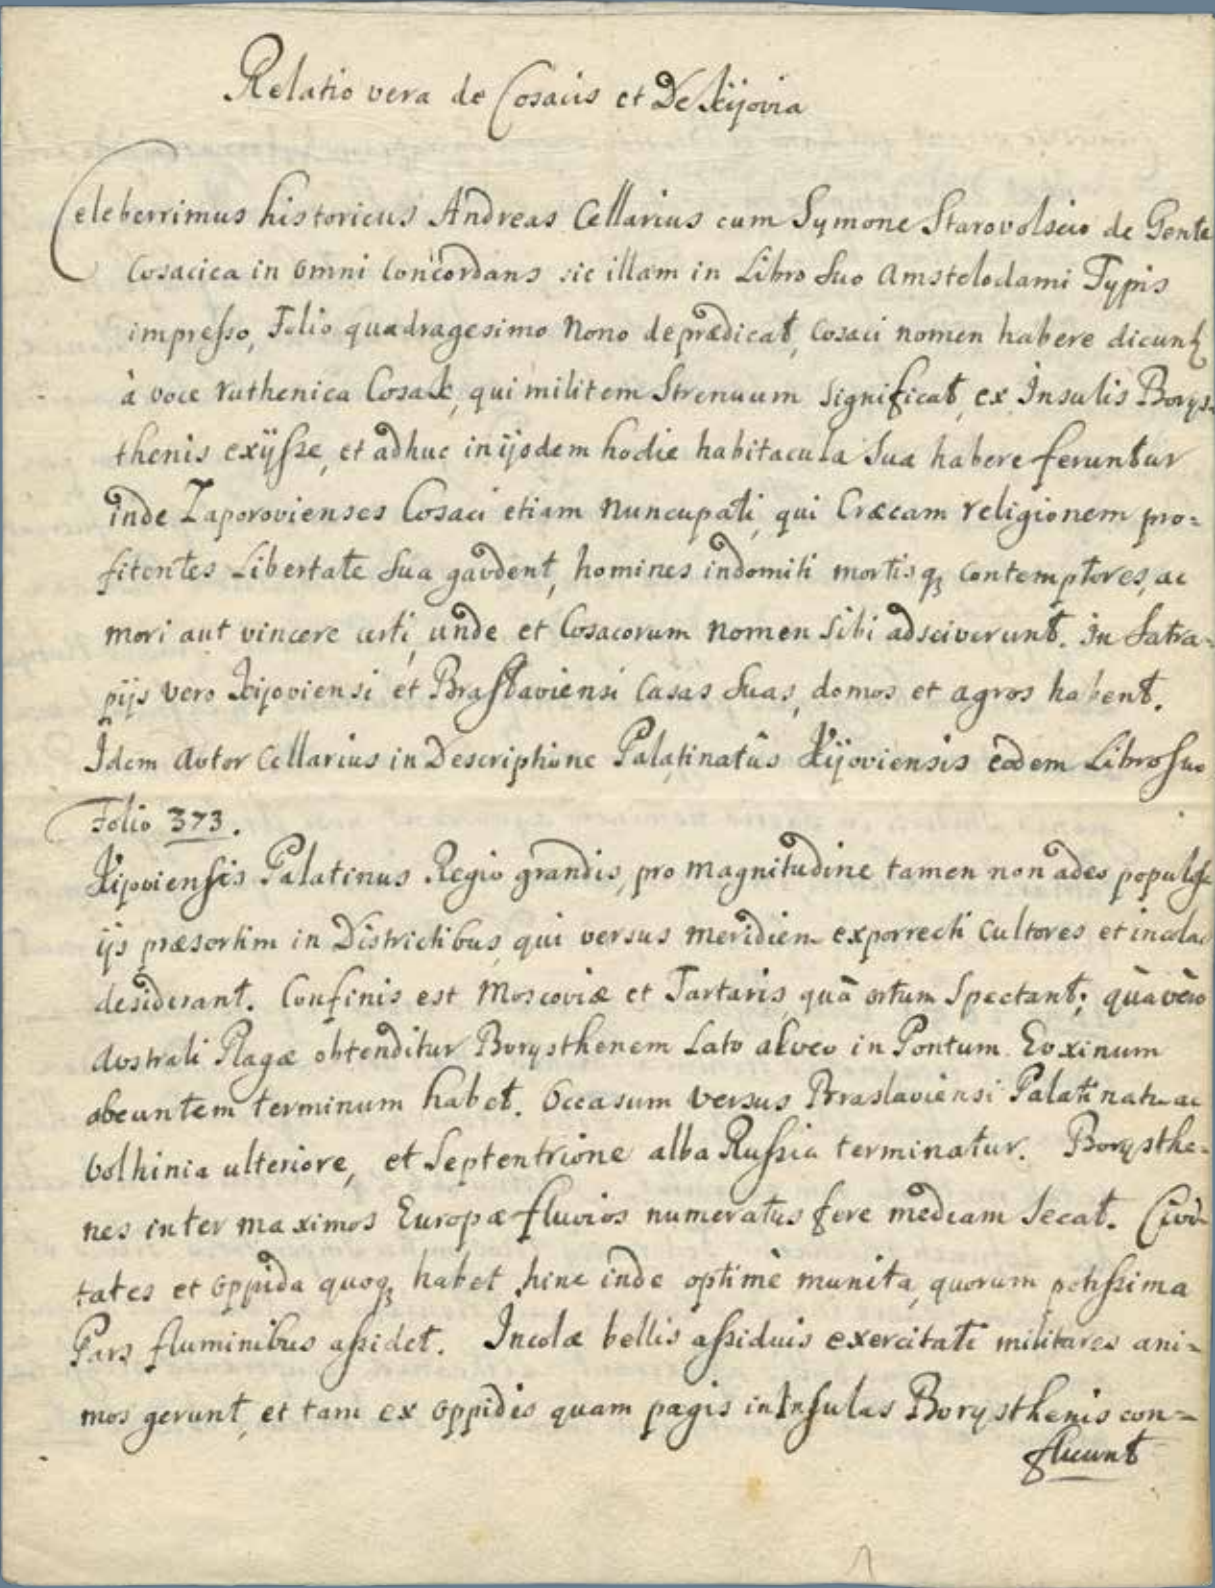 Relatio vera de Cosacis et De Kijovia
Celeberrimus historicus Andreas Cellarius cum Symone Starovolscio de Gente
Cosacica in omni concordans sic illam in Libro Suo Amstelodami Typis
impresso, Folio quadragesimo Nono depraedicat, Cosaci nomen habere dicuntꝫ
à voce ruthenica Cosak, qui militem Strenuum Significat, ex Insulis Borys-
thenis exijsse, et adhuc in ijsdem hodie habitacula Sua habere feruntur
inde Zaporovienses Cosaci etiam Nuncupati, qui Graecam religionem pro=
fitentes Libertate Sua gaudent, homines indomiti mortisqꝫ contemptores, ac
mori aut vincere certi, unde et Cosacorum nomen Sibi adsciverunt. in Satra-
pijs vero Kijoviensi et Braslaviensi Casas Suas, domos et agros habent.
Idem Autor Cellarius in Descriptione Palatinatûs Kijoviensis eodem Libro Suo
Folio 373.
Kijoviensis Palatinus Regio grandis, pro magnitudine tamen non adeo
ijs praesertim in Districtibus, qui versus meridiem exporrecti Cultores et incolas
desiderant. Confinis est Moscoviae et Tartaris, quâ ortum Spectant; quà vèro
Australi Plagae obtenditur Borysthenem Lato alveo in Pontum Euxinum
abeuntem terminum habet. Occasum versus Braslaviensi Palatinatu ac
Volhinia ulteriore, et Septentrione alba Russia terminatur. Borysthe-
nes inter maximos Europae fluvios numeratus fere mediam Secat. Civi-
tates et oppida quoqꝫ habet hinc inde optimè munita, quorum potissima
Pars fluminibus assidet. Incolae bellis assiduis exercitati militares ani=
mos gerunt, et tam ex oppidis quam pagis in Insulas Borysthenis con=
fluunt